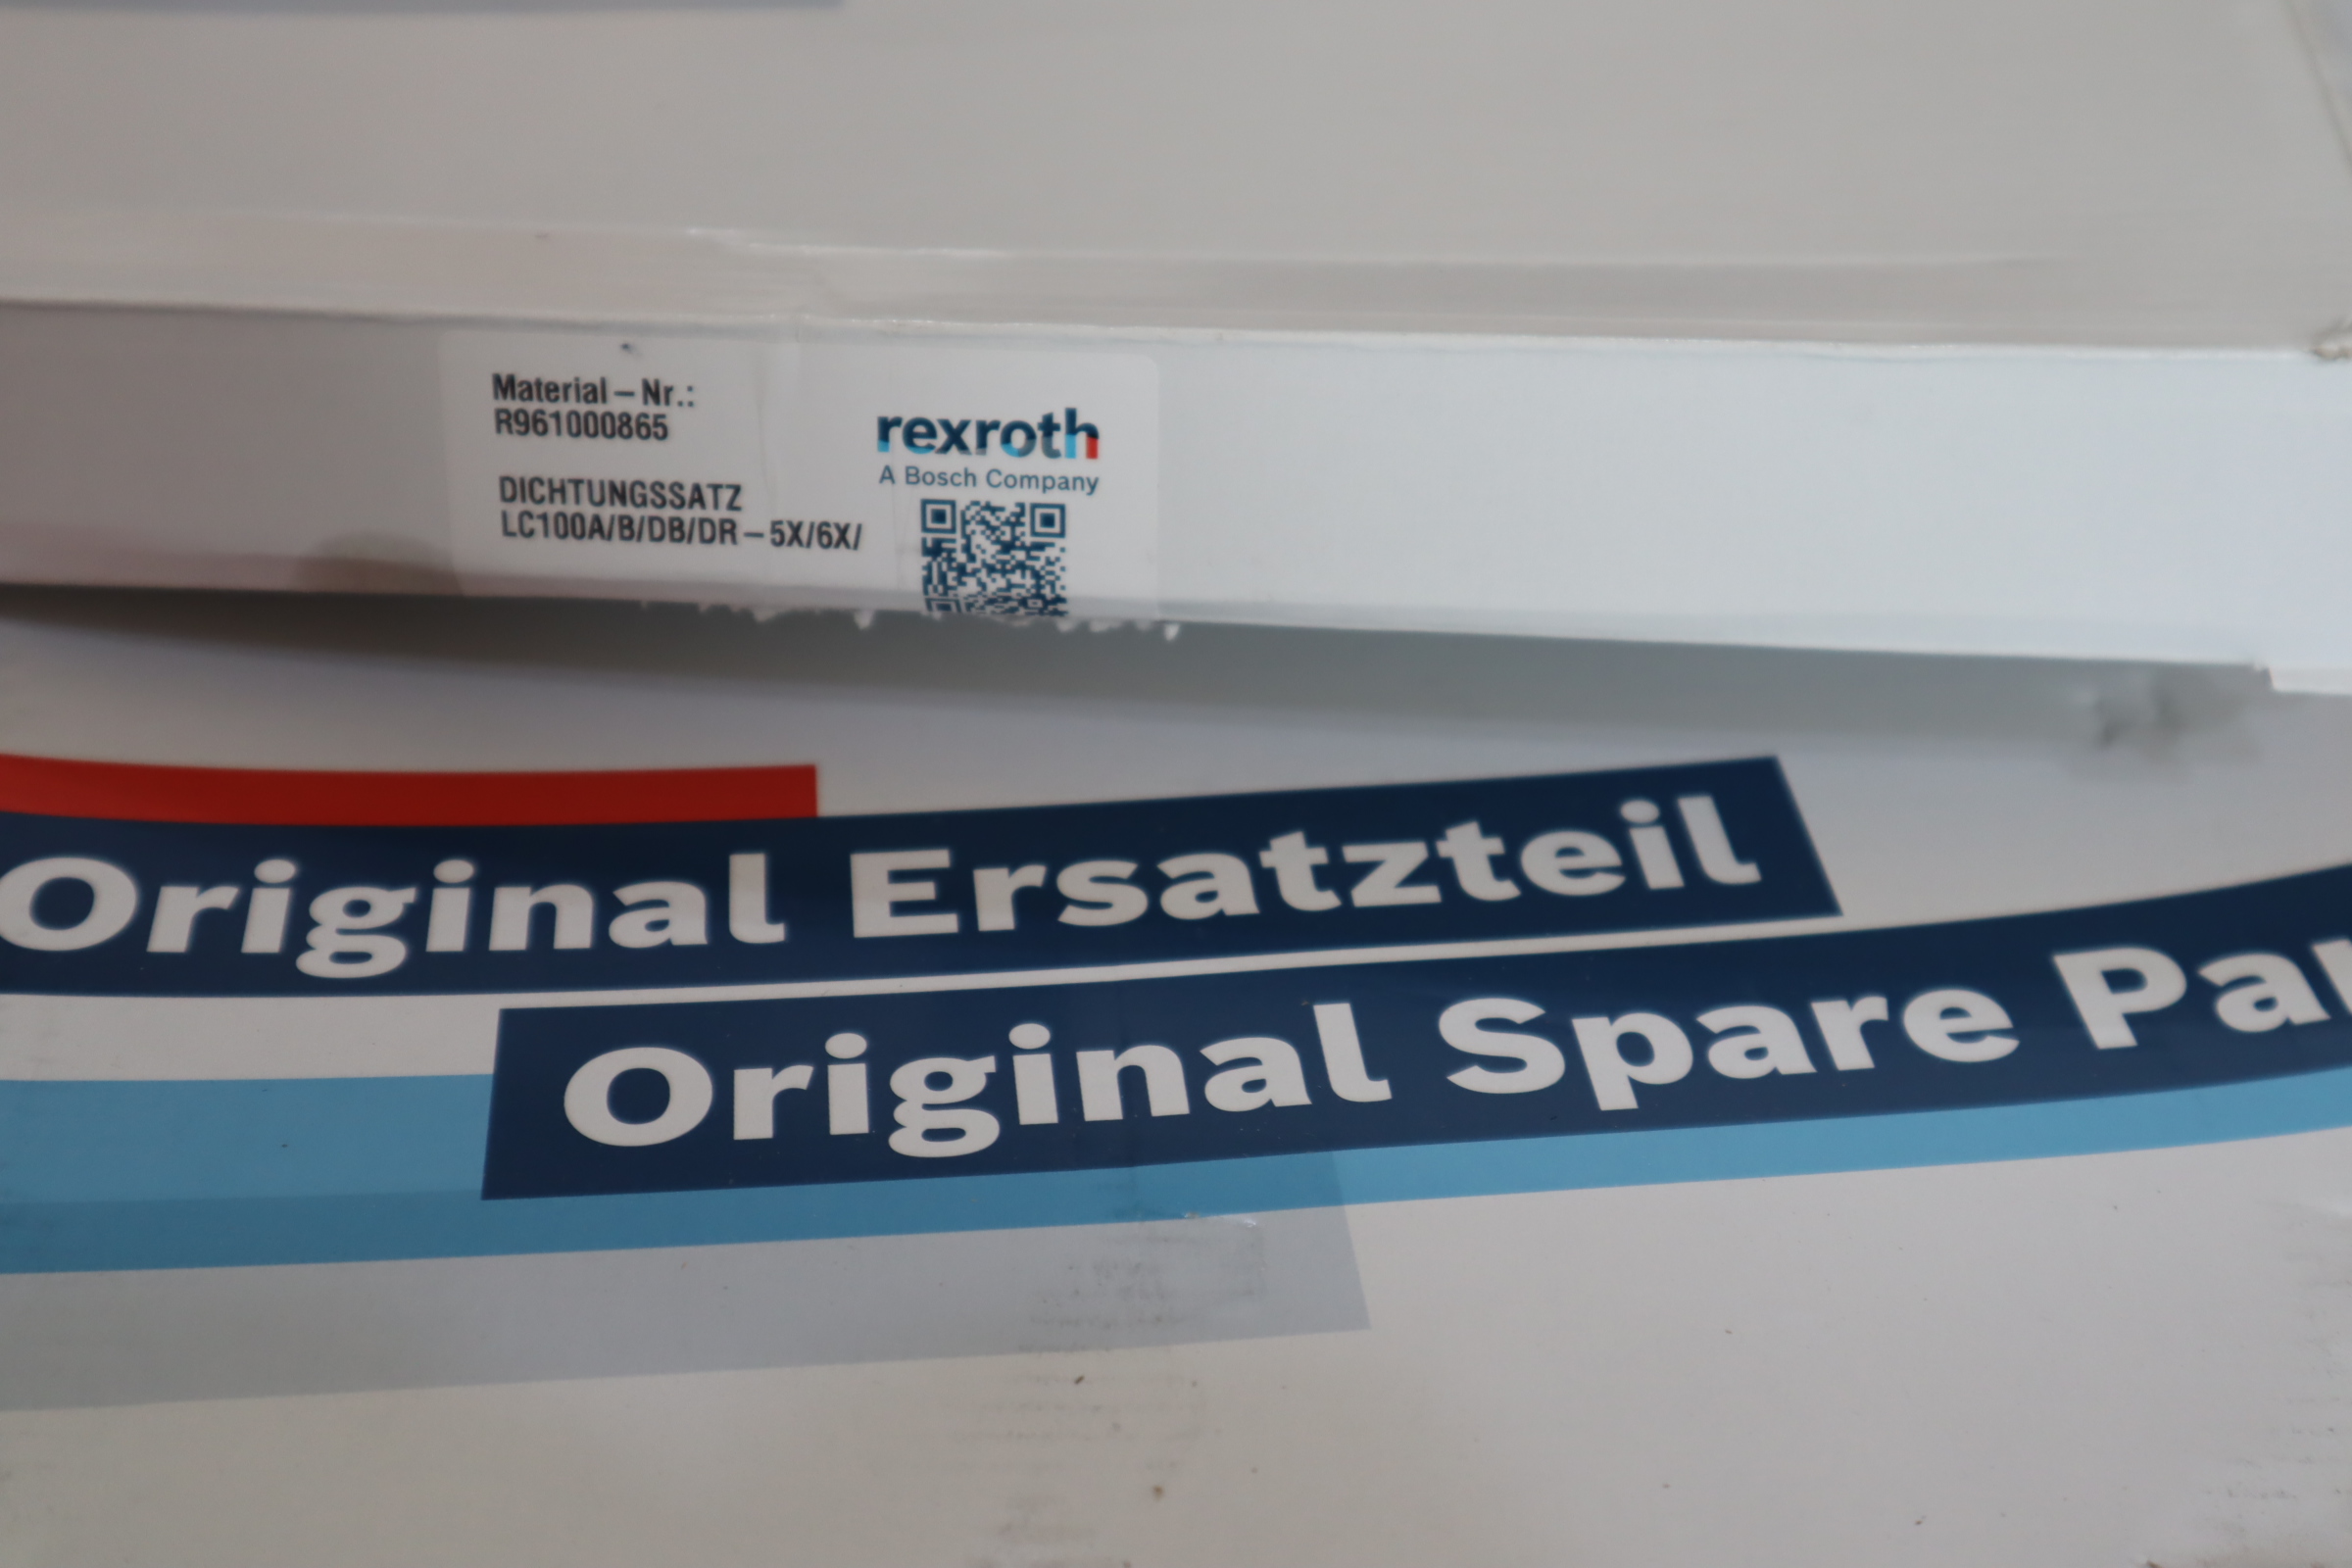 Material – Nr.:
R961000865
DICHTUNGSSATZ
LC100A/B/DB/DR – 5X/6X/
rexroth
A Bosch Company
Original Ersatzteil
Original Spare Pa